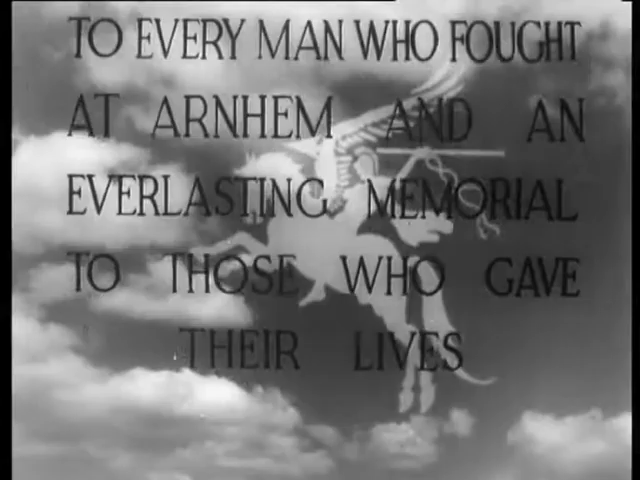 TO EVERY MAN WHO FOUGHT
AT ARNHEM AND AN
EVERLASTING MEMORIAL
TO THOSE WHO GAVE
THEIR LIVES